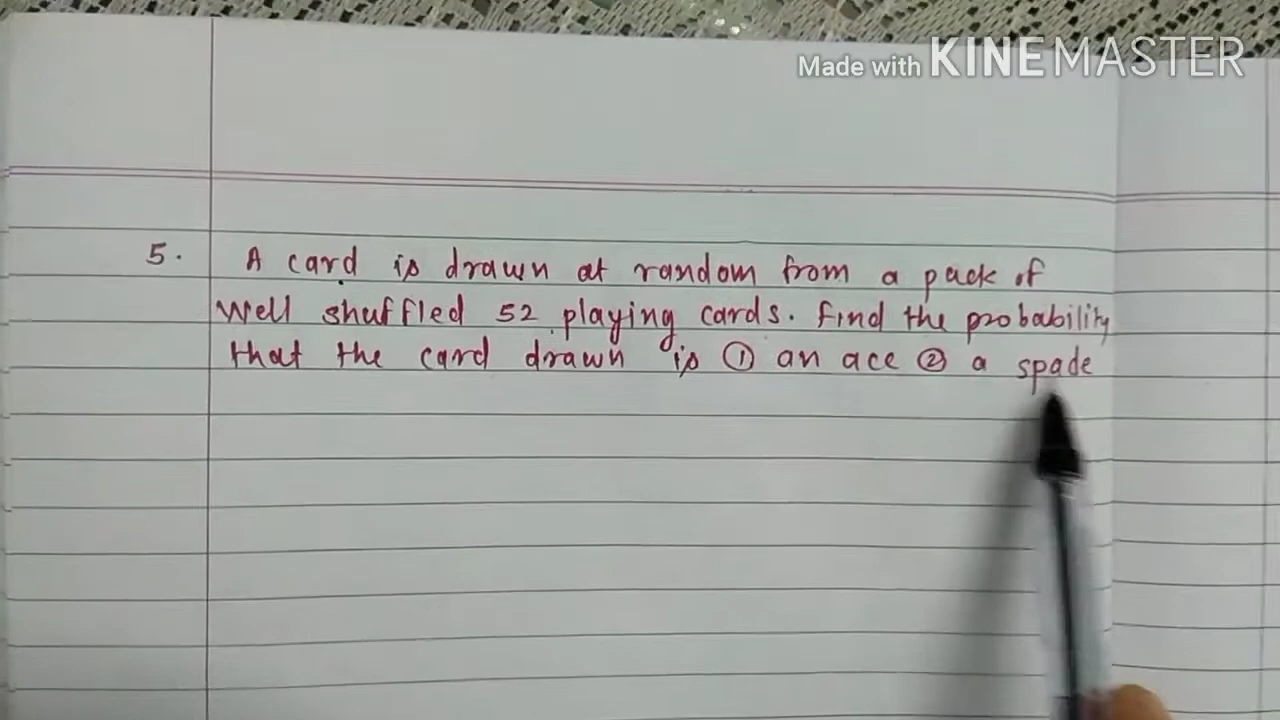 Made with KINEMASTER
5. A card is drawn at random from a pack of
Well shuffled 52 playing cards. Find the probability
that the card drawn is ① an ace ② a spade